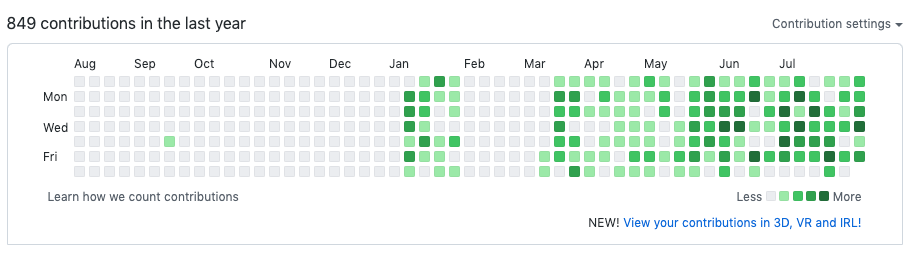 849 contributions in the last year
Contribution settings
Aug Sep Oct Nov Dec Jan Feb Mar Apr May Jun Jul
Mon
Wed
Fri
Learn how we count contributions
Less More
NEW! View your contributions in 3D, VR and IRL!